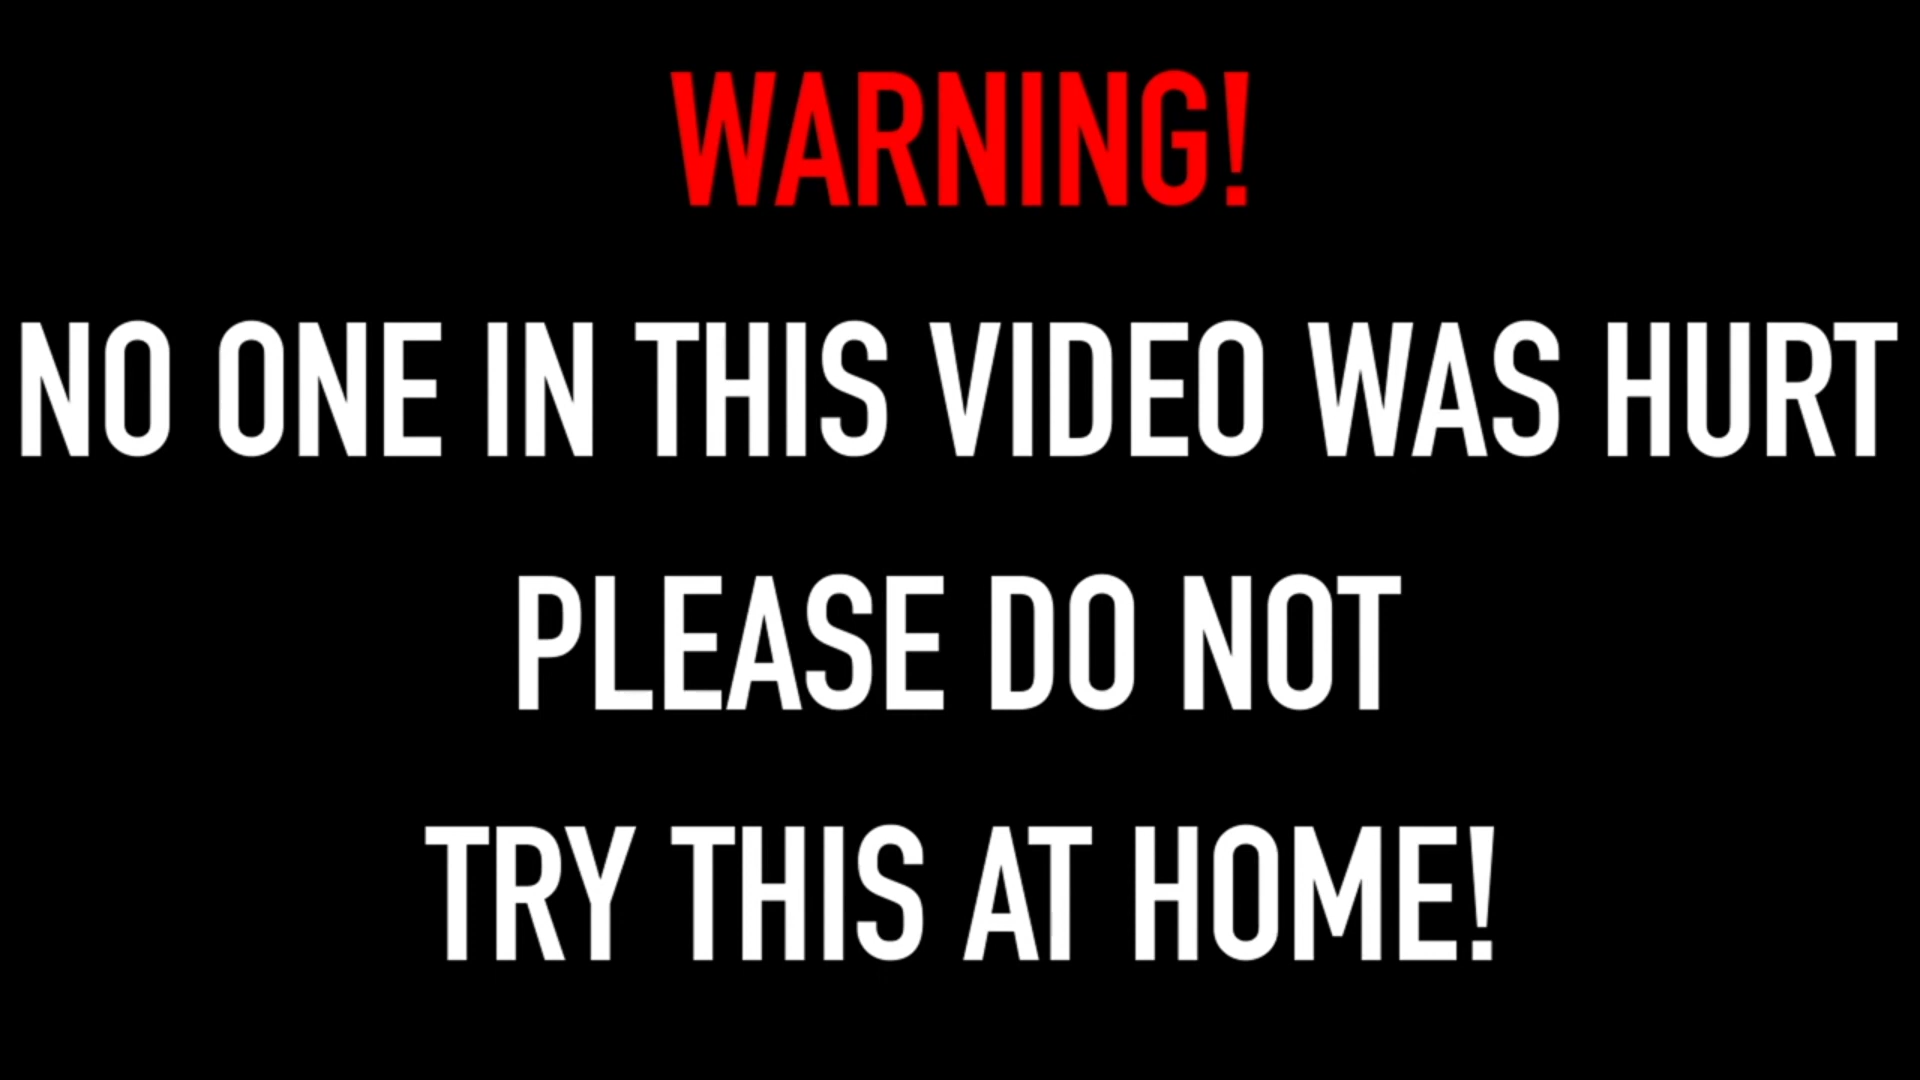 WARNING!
NO ONE IN THIS VIDEO WAS HURT
PLEASE DO NOT
TRY THIS AT HOME!